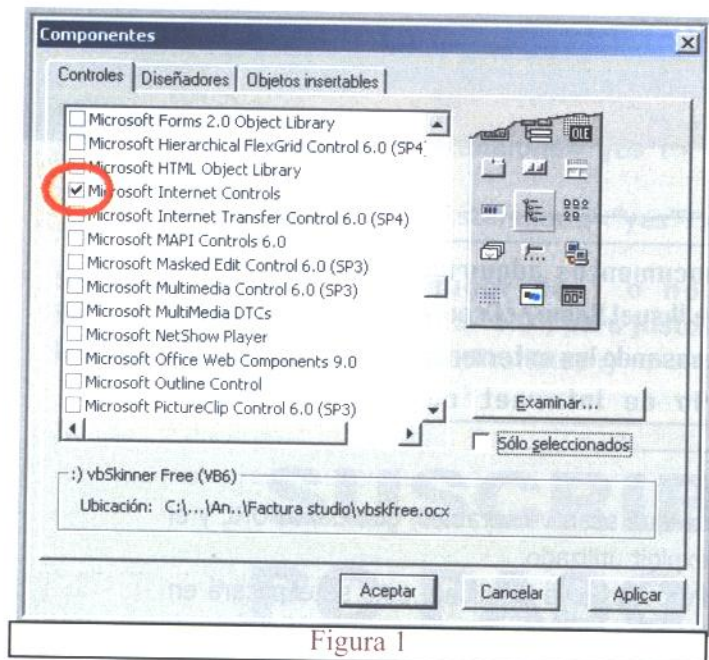 Componentes
Controles
Diseñadores
Objetos insertables
Microsoft Forms 2.0 Object Library
Microsoft Hierarchical FlexGrid Control 6.0 (SP4)
Microsoft HTML Object Library
Microsoft Internet Controls
Microsoft Internet Transfer Control 6.0 (SP4)
Microsoft MAPI Controls 6.0
Microsoft Masked Edit Control 6.0 (SP3)
Microsoft Multimedia Control 6.0 (SP3)
Microsoft MultiMedia DTCs
Microsoft NetShow Player
Microsoft Office Web Components 9.0
Microsoft Outline Control
Microsoft PictureClip Control 6.0 (SP3)
OLE
Examinar...
Sólo seleccionados
:) vbSkinner Free (VB6)
Ubicación: C:\...\An..\Factura studio\vbskfree.ocx
Aceptar
Cancelar
Aplicar
Figura 1